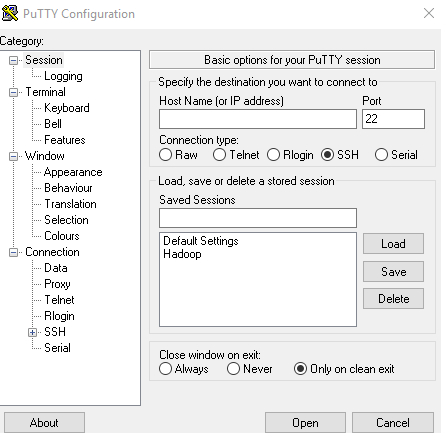 PuTTY Configuration
Category:
Session
Logging
Terminal
Keyboard
Bell
Features
Window
Appearance
Behaviour
Translation
Selection
Colours
Connection
Data
Proxy
Telnet
Rlogin
SSH
Serial
Basic options for your PuTTY session
Specify the destination you want to connect to
Host Name (or IP address) Port
22
Connection type:
Raw Telnet Rlogin SSH Serial
Load, save or delete a stored session
Saved Sessions
Default Settings
Hadoop
Load
Save
Delete
Close window on exit:
Always Never Only on clean exit
About Open Cancel